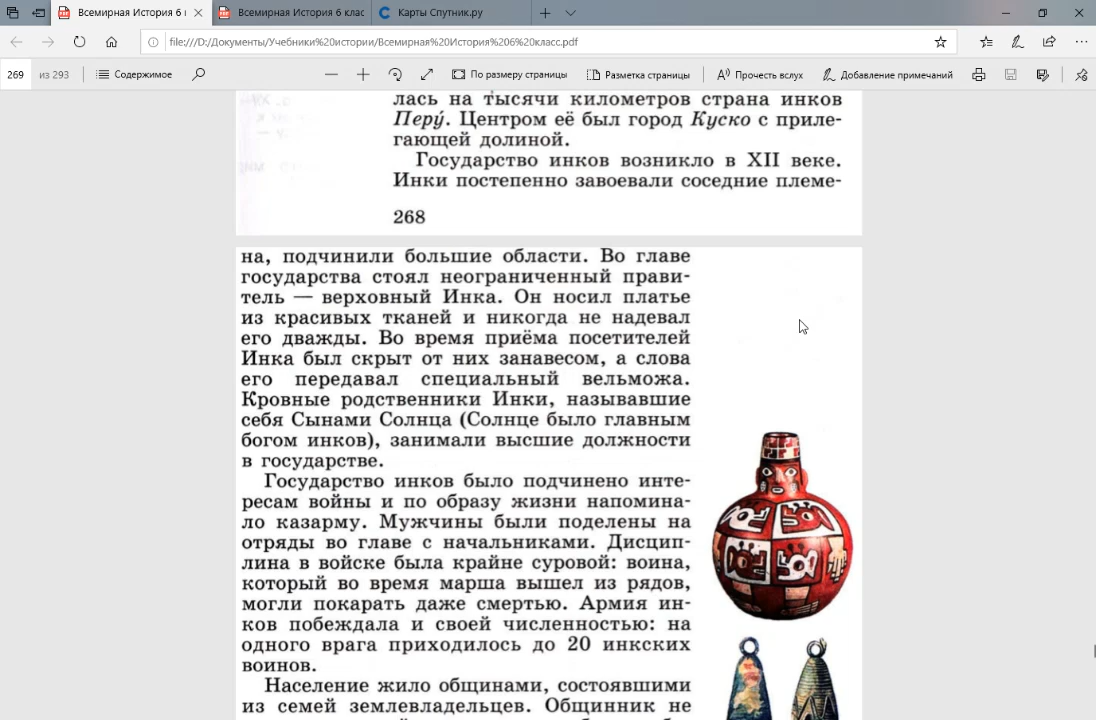 Всемирная История 6 к
Всемирная История 6 клас
Карты Спутник.ру
file:///D:/Документы/Учебники%20истории/Всемирная%20История%206%20класс.pdf
269 из 293 Содержимое По размеру страницы Разметка страницы Прочесть вслух Добавление примечаний
лась на тысячи километров страна инков
Перу́. Центром её был город Куско с приле-
гающей долиной.
Государство инков возникло в XII веке.
Инки постепенно завоевали соседние племе-
268
на, подчинили большие области. Во главе
государства стоял неограниченный прави-
тель — верховный Инка. Он носил платье
из красивых тканей и никогда не надевал
его дважды. Во время приёма посетителей
Инка был скрыт от них занавесом, а слова
его передавал специальный вельможа.
Кровные родственники Инки, называвшие
себя Сынами Солнца (Солнце было главным
богом инков), занимали высшие должности
в государстве.
Государство инков было подчинено инте-
ресам войны и по образу жизни напомина-
ло казарму. Мужчины были поделены на
отряды во главе с начальниками. Дисцип-
лина в войске была крайне суровой: воина,
который во время марша вышел из рядов,
могли покарать даже смертью. Армия ин-
ков побеждала и своей численностью: на
одного врага приходилось до 20 инкских
воинов.
Население жило общинами, состоявшими
из семей землевладельцев. Общинник не